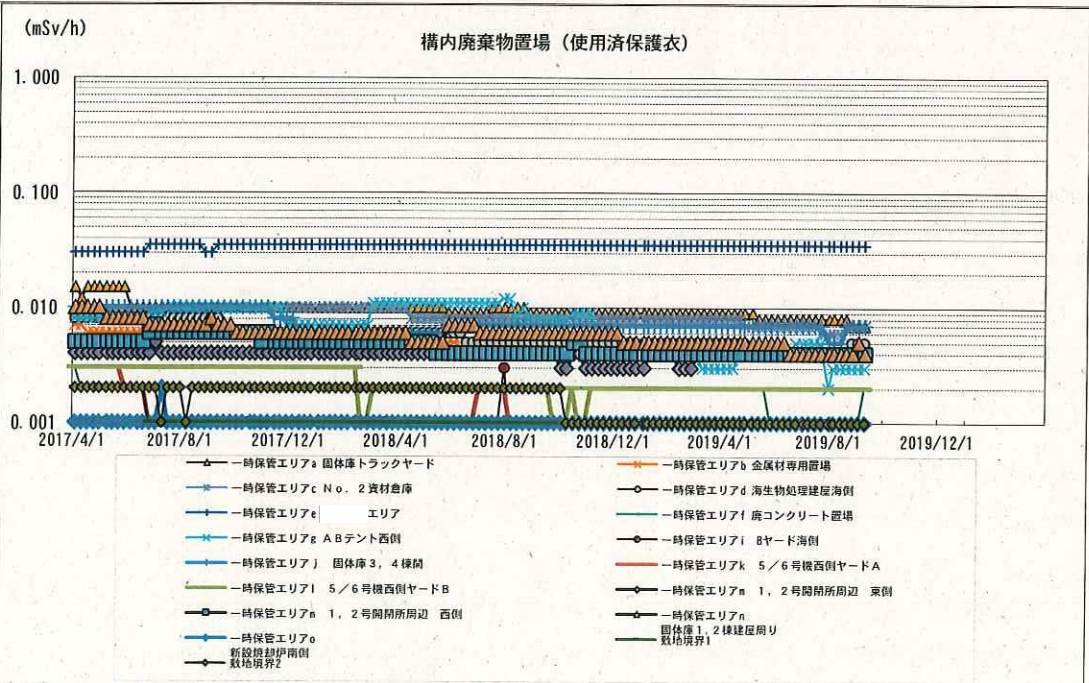 (mSv/h)
構内廃棄物置場（使用済保護衣）
1.000
0.100
0.010
0.001
2017/4/1 2017/8/1 2017/12/1 2018/4/1 2018/8/1 2018/12/1 2019/4/1 2019/8/1 2019/12/1
一時保管エリアa 固体庫トラックヤード
一時保管エリアb 金属材専用置場
一時保管エリアc No．2資材倉庫
一時保管エリアd 海生物処理建屋海側
一時保管エリアe エリア
一時保管エリアf 廃コンクリート置場
一時保管エリアg ABテント西側
一時保管エリアi 8ヤード海側
一時保管エリアj 固体庫3，4棟間
一時保管エリアk 5／6号機西側ヤードA
一時保管エリアl 5／6号機西側ヤードB
一時保管エリアm 1，2号開閉所周辺 東側
一時保管エリアm 1，2号開閉所周辺 西側
一時保管エリアn
固体庫1，2棟建屋周り
一時保管エリアo
敷地境界1
新設焼却炉南側
敷地境界2